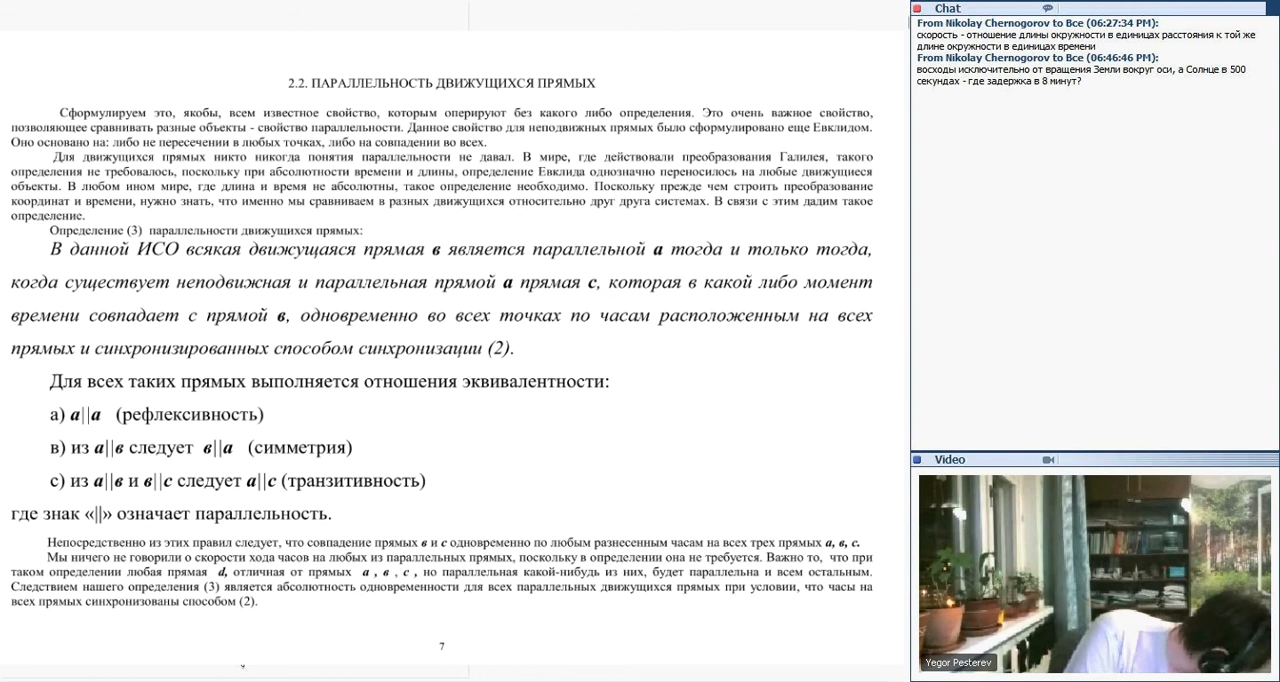 2.2. ПАРАЛЛЕЛЬНОСТЬ ДВИЖУЩИХСЯ ПРЯМЫХ
Сформулируем это, якобы, всем известное свойство, которым оперируют без какого либо определения. Это очень важное свойство,
позволяющее сравнивать разные объекты - свойство параллельности. Данное свойство для неподвижных прямых было сформулировано еще Евклидом.
Оно основано на: либо не пересечении в любых точках, либо на совпадении во всех.
Для движущихся прямых никто никогда понятия параллельности не давал. В мире, где действовали преобразования Галилея, такого
определения не требовалось, поскольку при абсолютности времени и длины, определение Евклида однозначно переносилось на любые движущиеся
объекты. В любом ином мире, где длина и время не абсолютны, такое определение необходимо. Поскольку прежде чем строить преобразование
координат и времени, нужно знать, что именно мы сравниваем в разных движущихся относительно друг друга системах. В связи с этим дадим такое
определение.
Определение (3) параллельности движущихся прямых:
В данной ИСО всякая движущаяся прямая в является параллельной а тогда и только тогда,
когда существует неподвижная и параллельная прямой а прямая с, которая в какой либо момент
времени совпадает с прямой в, одновременно во всех точках по часам расположенным на всех
прямых и синхронизированных способом синхронизации (2).
Для всех таких прямых выполняется отношения эквивалентности:
а) а||а (рефлексивность)
в) из а||в следует в||а (симметрия)
с) из а||в и в||с следует а||с (транзитивность)
где знак «||» означает параллельность.
Непосредственно из этих правил следует, что совпадение прямых в и с одновременно по любым разнесенным часам на всех трех прямых а, в, с.
Мы ничего не говорили о скорости хода часов на любых из параллельных прямых, поскольку в определении она не требуется. Важно то, что при
таком определении любая прямая d, отличная от прямых а , в , с , но параллельная какой-нибудь из них, будет параллельна и всем остальным.
Следствием нашего определения (3) является абсолютность одновременности для всех параллельных движущихся прямых при условии, что часы на
всех прямых синхронизованы способом (2).
7
Chat
From Nikolay Chernogorov to Все (06:27:34 PM):
скорость - отношение длины окружности в единицах расстояния к той же
длине окружности в единицах времени
From Nikolay Chernogorov to Все (06:46:46 PM):
восходы исключительно от вращения Земли вокруг оси, а Солнце в 500
секундах - где задержка в 8 минут?
Video
Yegor Pesterev